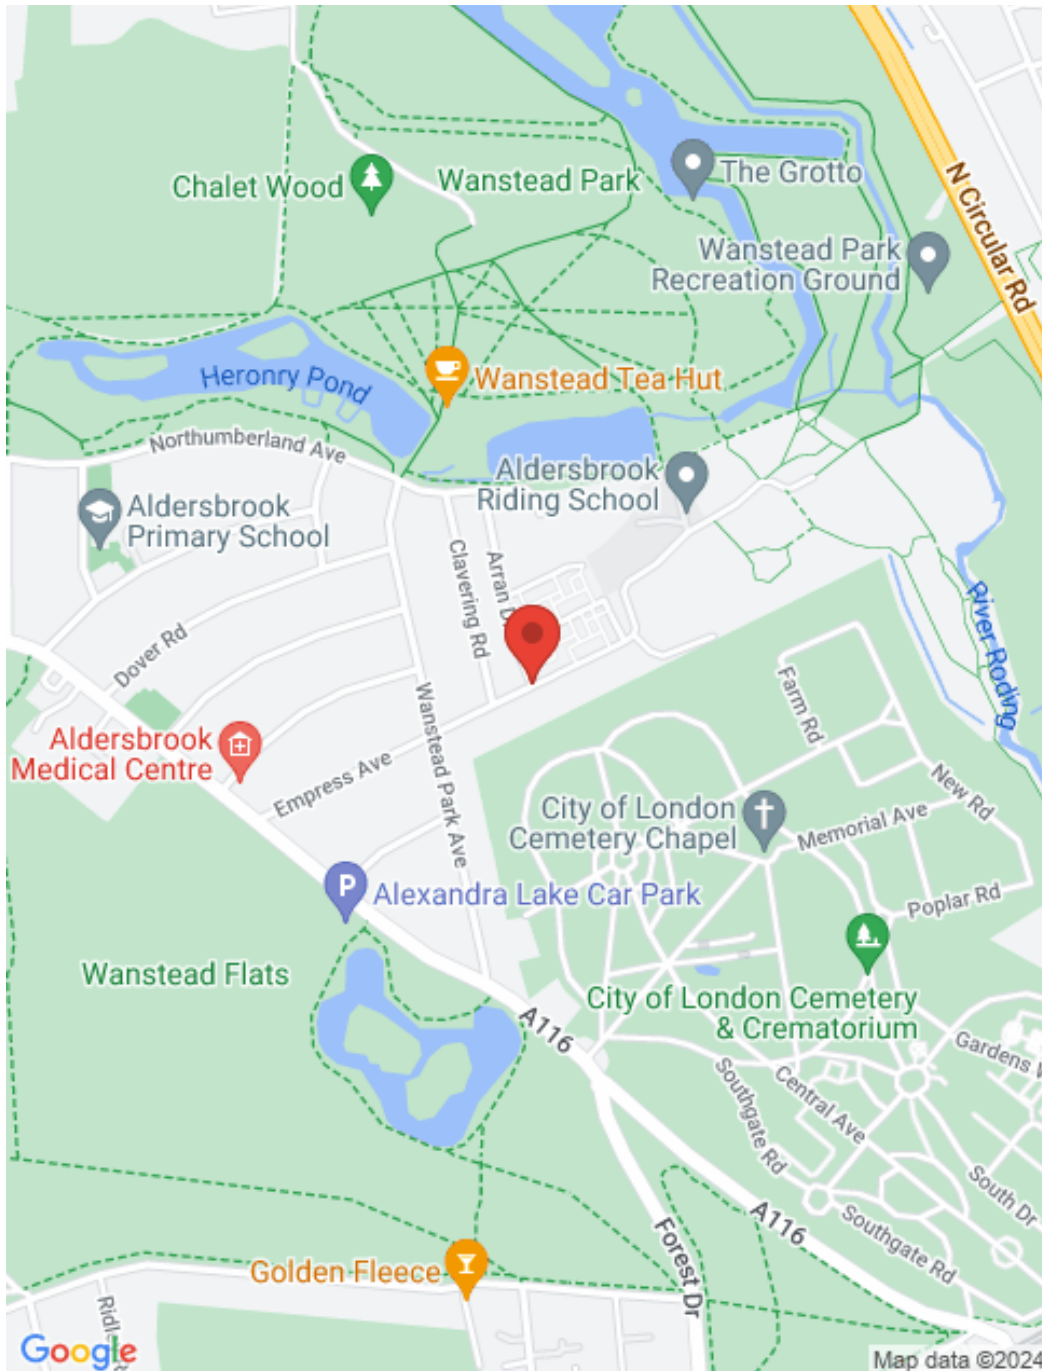 Chalet Wood
Wanstead Park
The Grotto
N Circular Rd
Wanstead Park
Recreation Ground
Heronry Pond
Wanstead Tea Hut
Northumberland Ave
Aldersbrook
Riding School
Aldersbrook
Primary School
Clavering Rd
Arran
River Roding
Dover Rd
Farm Rd
Wanstead Park Ave
Aldersbrook
Medical Centre
Empress Ave
New Rd
City of London
Cemetery Chapel
Memorial Ave
P
Alexandra Lake Car Park
Poplar Rd
Wanstead Flats
City of London Cemetery
& Crematorium
A116
Gardens
Southgate Rd
Central Ave
South Dr
A116
Southgate Rd
Forest Dr
Golden Fleece
Google
Map data ©2024